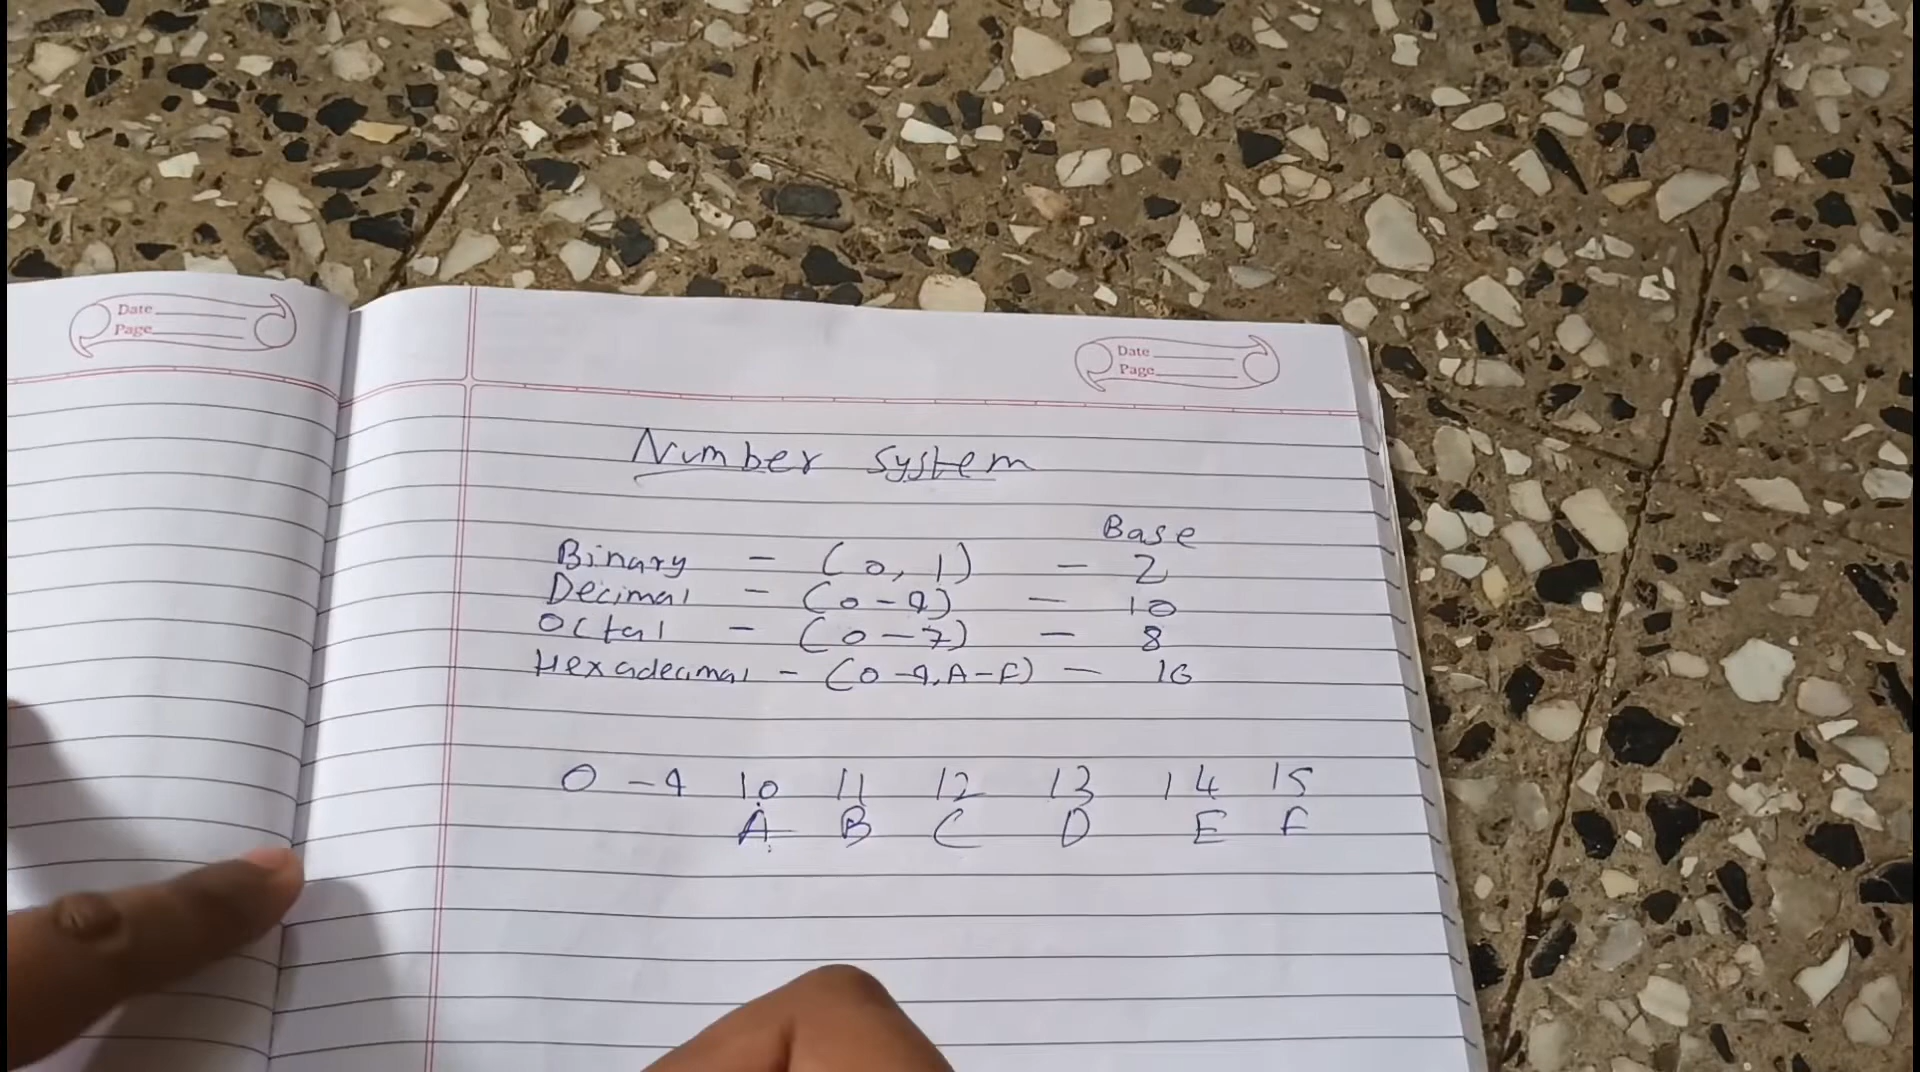 Date
Page
Date
Page
Number System
Base
Binary - (0, 1) - 2
Decimal - (0-9) - 10
Octal - (0-7) - 8
Hexadecimal - (0-9, A-F) - 16
0 - 9 10 11 12 13 14 15
A B C D E F